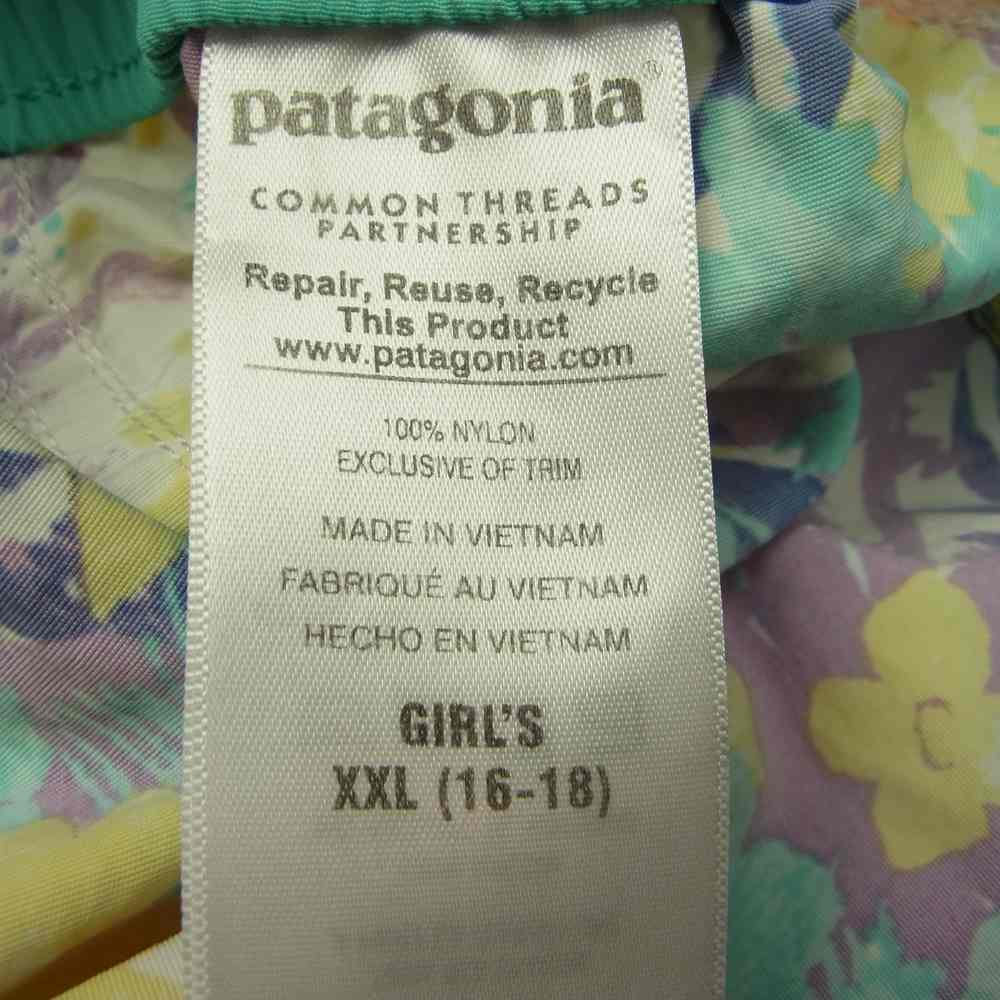 patagonia®
COMMON THREADS
PARTNERSHIP
Repair, Reuse, Recycle
This Product
www.patagonia.com
100% NYLON
EXCLUSIVE OF TRIM
MADE IN VIETNAM
FABRIQUÉ AU VIETNAM
HECHO EN VIETNAM
GIRL'S
XXL (16-18)